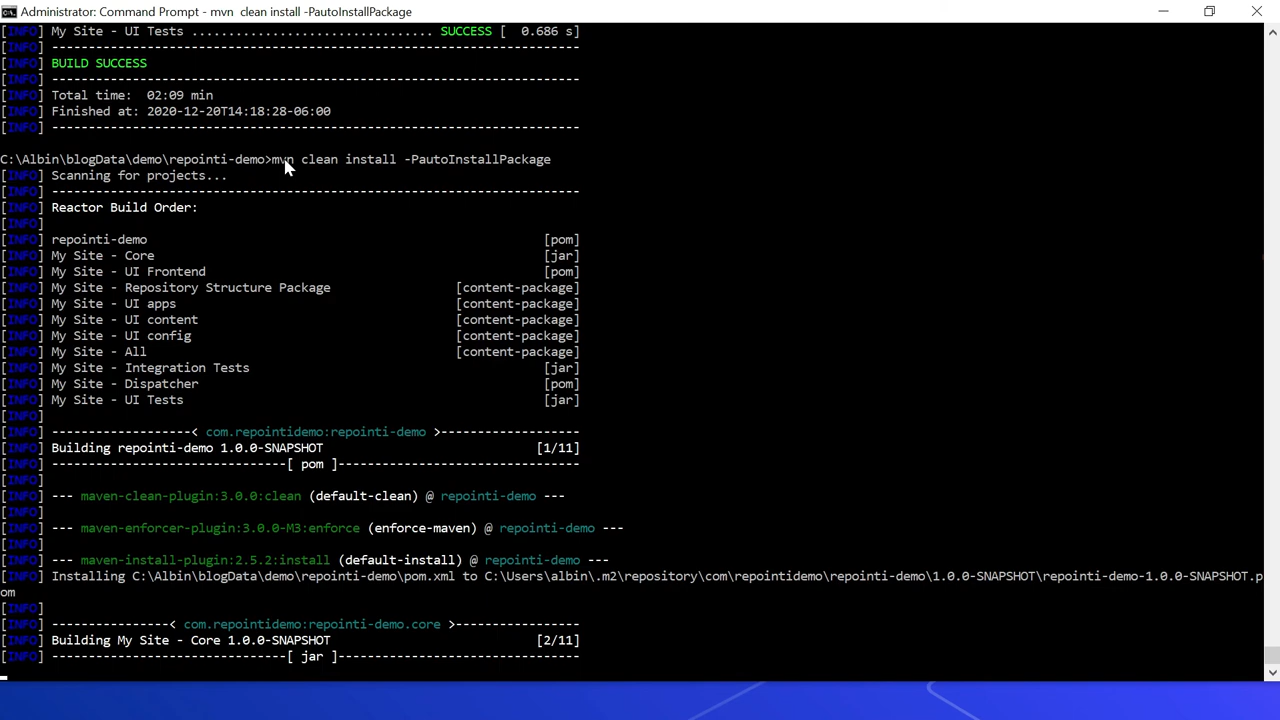 Administrator: Command Prompt - mvn  clean install -PautoInstallPackage
[INFO] My Site - UI Tests ................................. SUCCESS [  0.686 s]
[INFO] ------------------------------------------------------------------------
[INFO] BUILD SUCCESS
[INFO] ------------------------------------------------------------------------
[INFO] Total time:  02:09 min
[INFO] Finished at: 2020-12-20T14:18:28-06:00
[INFO] ------------------------------------------------------------------------
C:\Albin\blogData\demo\repointi-demo>mvn clean install -PautoInstallPackage
[INFO] Scanning for projects...
[INFO] ------------------------------------------------------------------------
[INFO] Reactor Build Order:
[INFO]
[INFO] repointi-demo                                                      [pom]
[INFO] My Site - Core                                                     [jar]
[INFO] My Site - UI Frontend                                              [pom]
[INFO] My Site - Repository Structure Package                 [content-package]
[INFO] My Site - UI apps                                      [content-package]
[INFO] My Site - UI content                                   [content-package]
[INFO] My Site - UI config                                    [content-package]
[INFO] My Site - All                                          [content-package]
[INFO] My Site - Integration Tests                                        [jar]
[INFO] My Site - Dispatcher                                               [pom]
[INFO] My Site - UI Tests                                                 [jar]
[INFO]
[INFO] -------------------< com.repointidemo:repointi-demo >-------------------
[INFO] Building repointi-demo 1.0.0-SNAPSHOT                             [1/11]
[INFO] --------------------------------[ pom ]---------------------------------
[INFO]
[INFO] --- maven-clean-plugin:3.0.0:clean (default-clean) @ repointi-demo ---
[INFO]
[INFO] --- maven-enforcer-plugin:3.0.0-M3:enforce (enforce-maven) @ repointi-demo ---
[INFO]
[INFO] --- maven-install-plugin:2.5.2:install (default-install) @ repointi-demo ---
[INFO] Installing C:\Albin\blogData\demo\repointi-demo\pom.xml to C:\Users\albin\.m2\repository\com\repointidemo\repointi-demo\1.0.0-SNAPSHOT\repointi-demo-1.0.0-SNAPSHOT.p
om
[INFO]
[INFO] ----------------< com.repointidemo:repointi-demo.core >-----------------
[INFO] Building My Site - Core 1.0.0-SNAPSHOT                            [2/11]
[INFO] --------------------------------[ jar ]---------------------------------